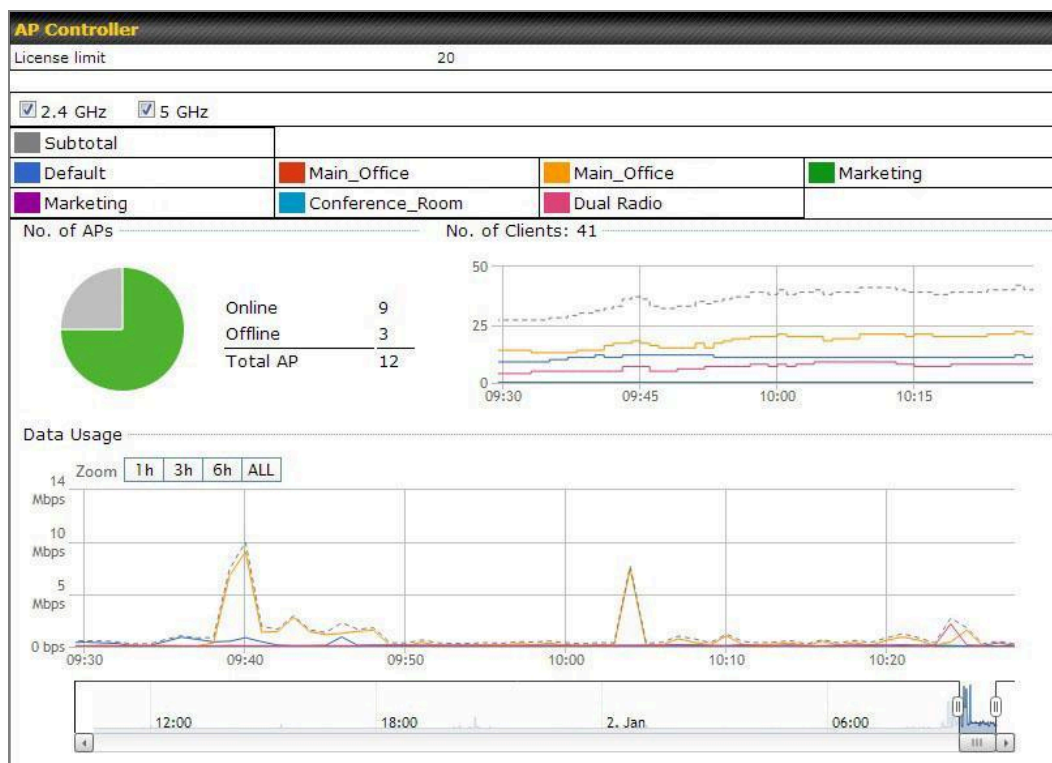 AP Controller
License limit 20
2.4 GHz 5 GHz
Subtotal
Default Main_Office Main_Office Marketing
Marketing Conference_Room Dual Radio
No. of APs No. of Clients: 41
Online 9
Offline 3
Total AP 12
50
25
0
09:30 09:45 10:00 10:15
Data Usage
Zoom 1h 3h 6h ALL
14
Mbps
10
Mbps
5
Mbps
0 bps
09:30 09:40 09:50 10:00 10:10 10:20
12:00 18:00 2. Jan 06:00